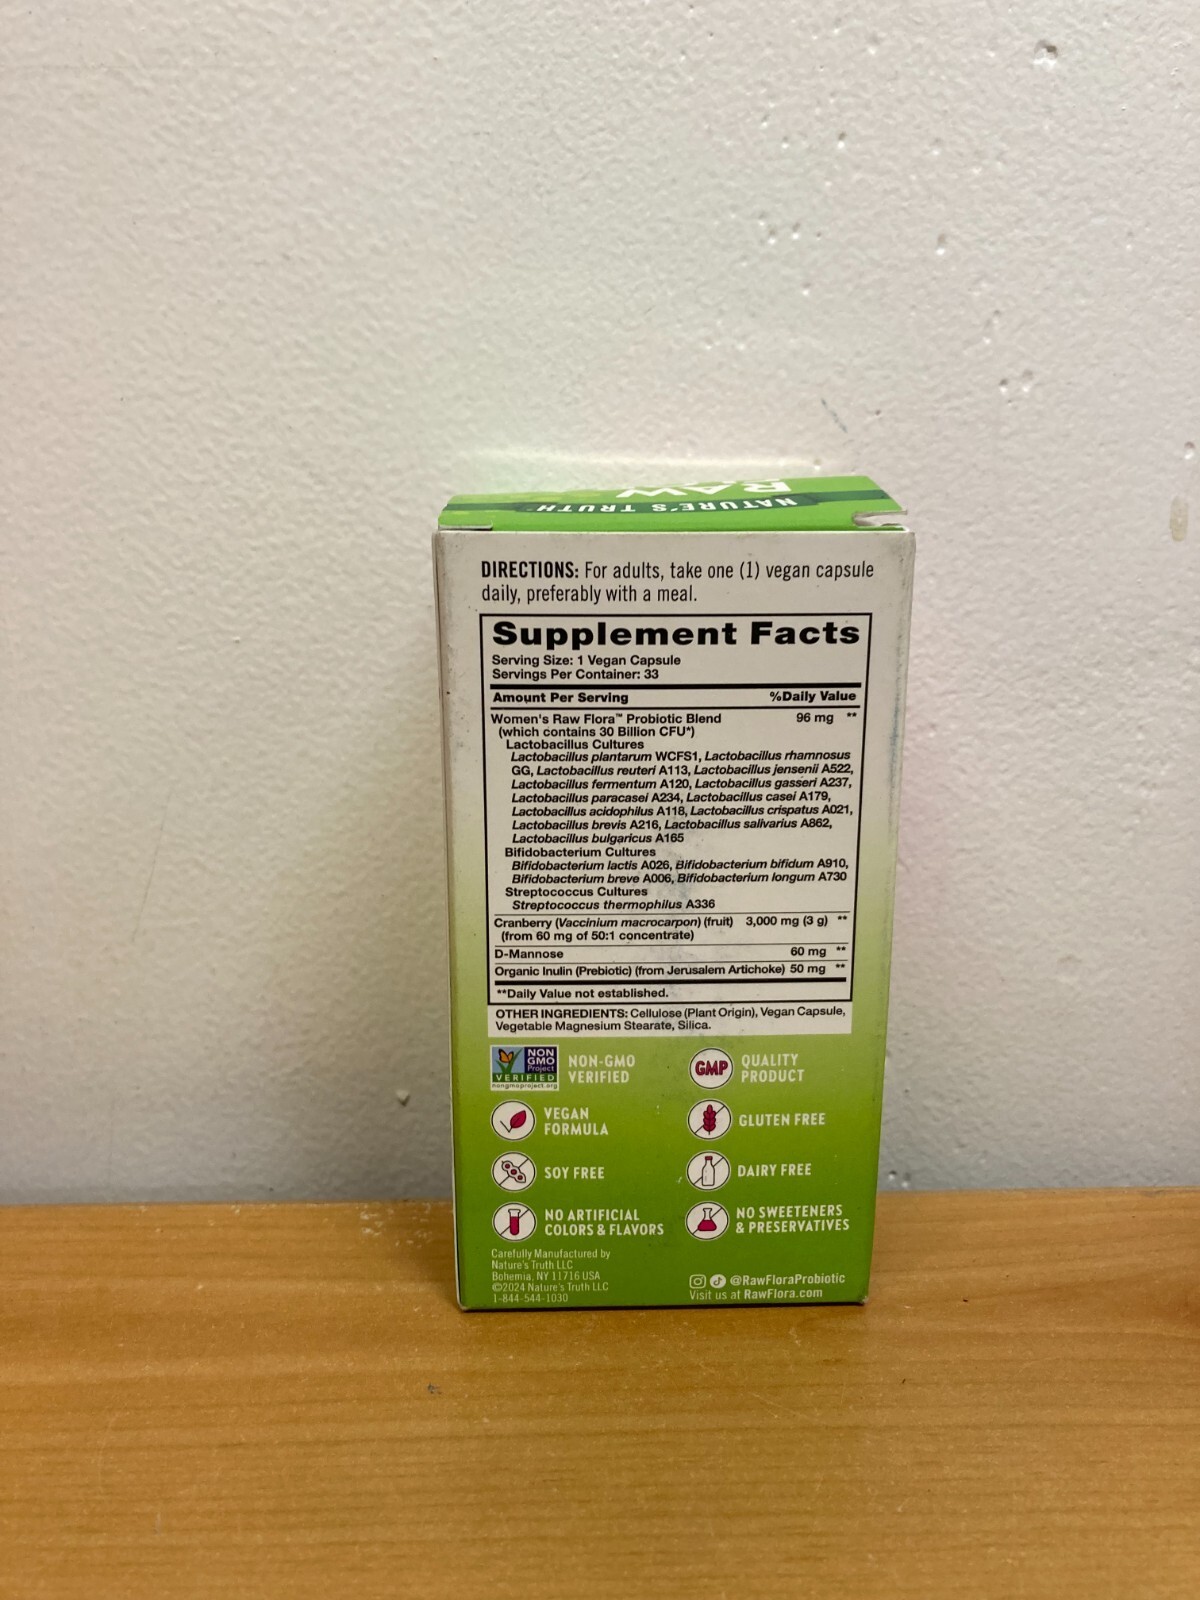 RAW
NATURE'S TRUTH
DIRECTIONS: For adults, take one (1) vegan capsule
daily, preferably with a meal.
Supplement Facts
Serving Size: 1 Vegan Capsule
Servings Per Container: 33
Amount Per Serving %Daily Value
Women's Raw Flora™ Probiotic Blend 96 mg **
(which contains 30 Billion CFU*)
Lactobacillus Cultures
Lactobacillus plantarum WCFS1, Lactobacillus rhamnosus
GG, Lactobacillus reuteri A113, Lactobacillus jensenii A522,
Lactobacillus fermentum A120, Lactobacillus gasseri A237,
Lactobacillus paracasei A234, Lactobacillus casei A179,
Lactobacillus acidophilus A118, Lactobacillus crispatus A021,
Lactobacillus brevis A216, Lactobacillus salivarius A862,
Lactobacillus bulgaricus A165
Bifidobacterium Cultures
Bifidobacterium lactis A026, Bifidobacterium bifidum A910,
Bifidobacterium breve A006, Bifidobacterium longum A730
Streptococcus Cultures
Streptococcus thermophilus A336
Cranberry (Vaccinium macrocarpon) (fruit) 3,000 mg (3 g) **
(from 60 mg of 50:1 concentrate)
D-Mannose 60 mg **
Organic Inulin (Prebiotic) (from Jerusalem Artichoke) 50 mg **
**Daily Value not established.
OTHER INGREDIENTS: Cellulose (Plant Origin), Vegan Capsule,
Vegetable Magnesium Stearate, Silica.
NON
GMO
Project
VERIFIED
nongmoproject.org
NON-GMO
VERIFIED
GMP
QUALITY
PRODUCT
VEGAN
FORMULA
GLUTEN FREE
SOY FREE
DAIRY FREE
NO ARTIFICIAL
COLORS & FLAVORS
NO SWEETENERS
& PRESERVATIVES
Carefully Manufactured by
Nature's Truth LLC
Bohemia, NY 11716 USA
©2024 Nature's Truth LLC
1-844-544-1030
@RawFloraProbiotic
Visit us at RawFlora.com